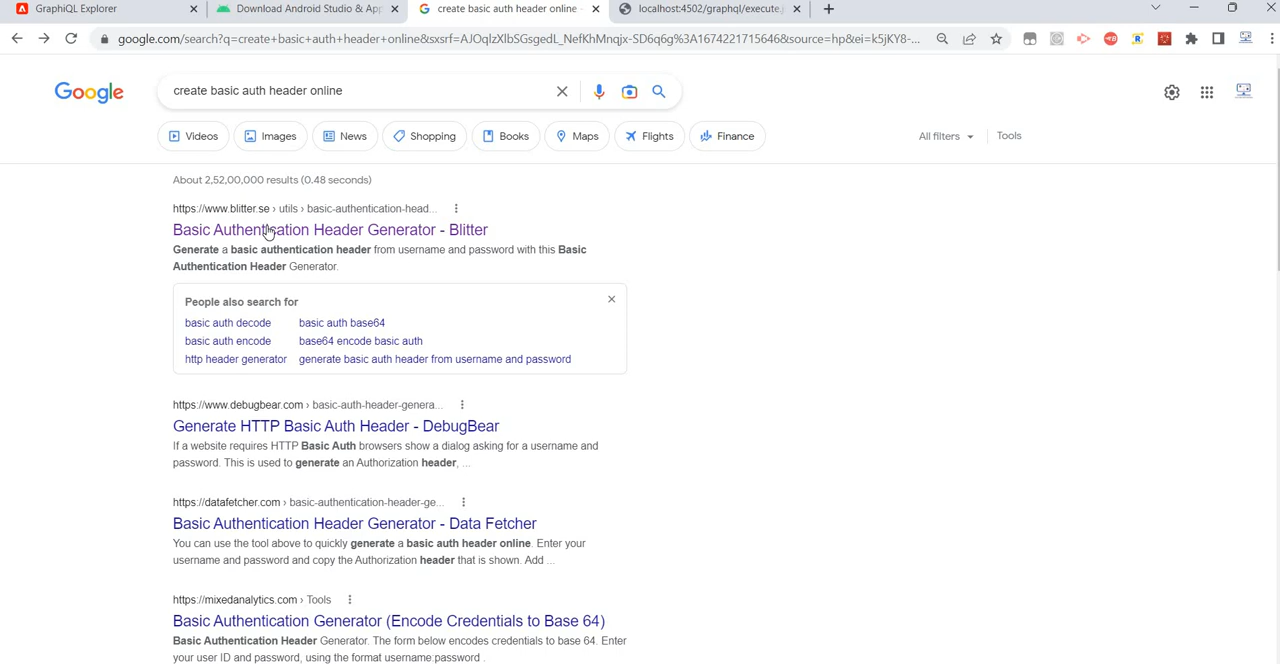 GraphiQL Explorer
Download Android Studio & Ap
create basic auth header online -
localhost:4502/graphql/execute.
google.com/search?q=create+basic+auth+header+online&sxsrf=AJOqlzXlbSGsgedL_NefKhMnqjx-SD6q6g%3A1674221715646&source=hp&ei=k5jKY8-...
Google
create basic auth header online
Videos
Images
News
Shopping
Books
Maps
Flights
Finance
All filters
Tools
About 2,52,00,000 results (0.48 seconds)
https://www.blitter.se › utils › basic-authentication-head...
Basic Authentication Header Generator - Blitter
Generate a basic authentication header from username and password with this Basic
Authentication Header Generator.
People also search for
basic auth decode
basic auth base64
basic auth encode
base64 encode basic auth
http header generator
generate basic auth header from username and password
https://www.debugbear.com › basic-auth-header-genera...
Generate HTTP Basic Auth Header - DebugBear
If a website requires HTTP Basic Auth browsers show a dialog asking for a username and
password. This is used to generate an Authorization header, ...
https://datafetcher.com › basic-authentication-header-ge...
Basic Authentication Header Generator - Data Fetcher
You can use the tool above to quickly generate a basic auth header online. Enter your
username and password and copy the Authorization header that is shown. Add ...
https://mixedanalytics.com › Tools
Basic Authentication Generator (Encode Credentials to Base 64)
Basic Authentication Header Generator. The form below encodes credentials to base 64. Enter
your user ID and password, using the format username:password .